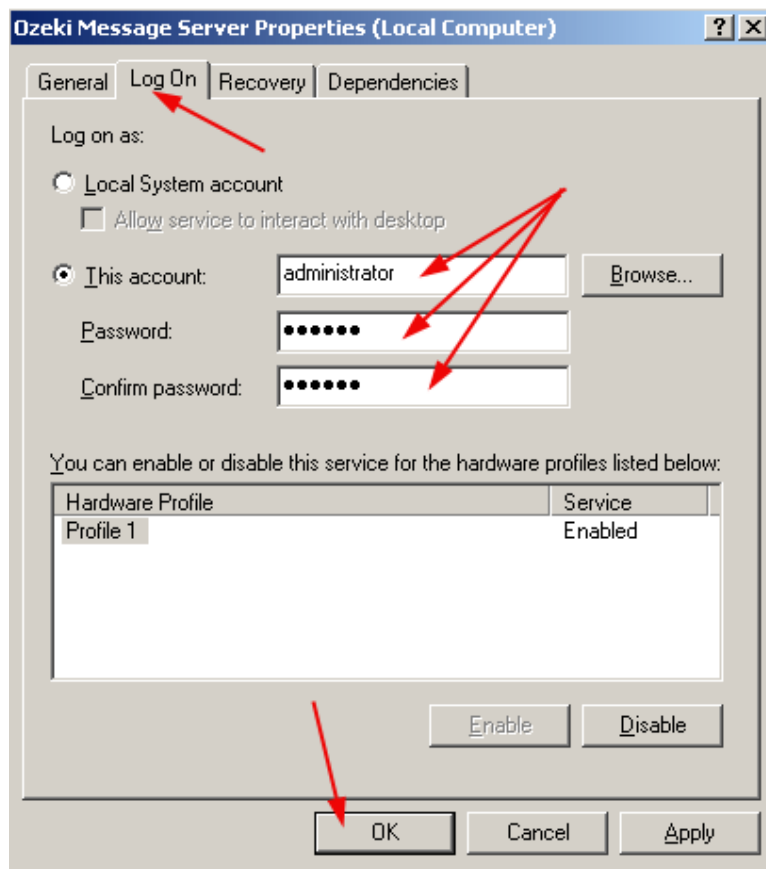 Ozeki Message Server Properties (Local Computer)
General Log On Recovery Dependencies
Log on as:
Local System account
Allow service to interact with desktop
This account: administrator Browse...
Password: ●●●●●●
Confirm password: ●●●●●●
You can enable or disable this service for the hardware profiles listed below:
Hardware Profile Service
Profile 1 Enabled
Enable Disable
OK Cancel Apply